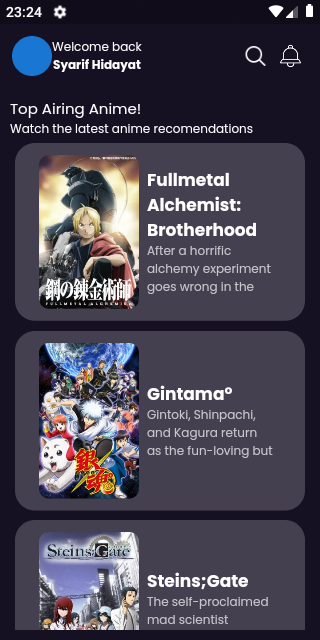 23:24
Welcome back
Syarif Hidayat
Top Airing Anime!
Watch the latest anime recomendations
鋼の錬金術師
FULLMETAL ALCHEMIST
Fullmetal
Alchemist:
Brotherhood
After a horrific
alchemy experiment
goes wrong in the
銀魂
Gintama°
Gintoki, Shinpachi,
and Kagura return
as the fun-loving but
Steins;Gate
Steins;Gate
The self-proclaimed
mad scientist